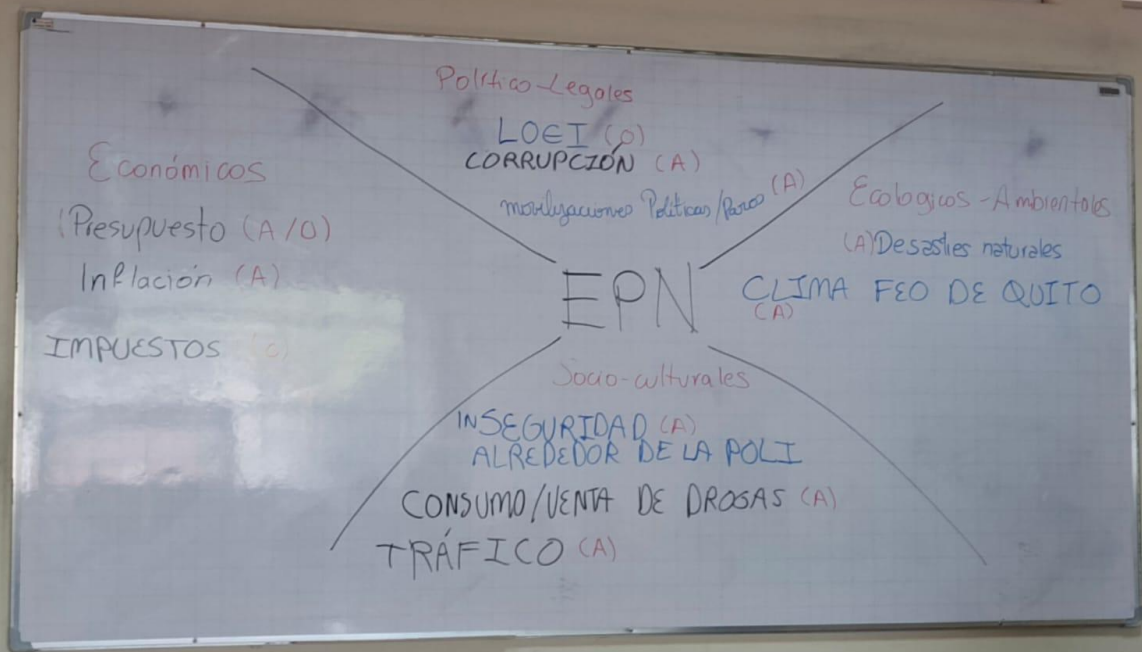 Político-Legales
LOEI (O)
CORRUPCIÓN (A)
movilizaciones Políticas/Paros (A)
Económicos
Presupuesto (A/O)
Inflación (A)
IMPUESTOS
Ecologicos-Ambientales
(A) Desastres naturales
CLIMA FEO DE QUITO
(A)
EPN
Socio-culturales
INSEGURIDAD (A)
ALREDEDOR DE LA POLI
CONSUMO/VENTA DE DROGAS (A)
TRÁFICO (A)